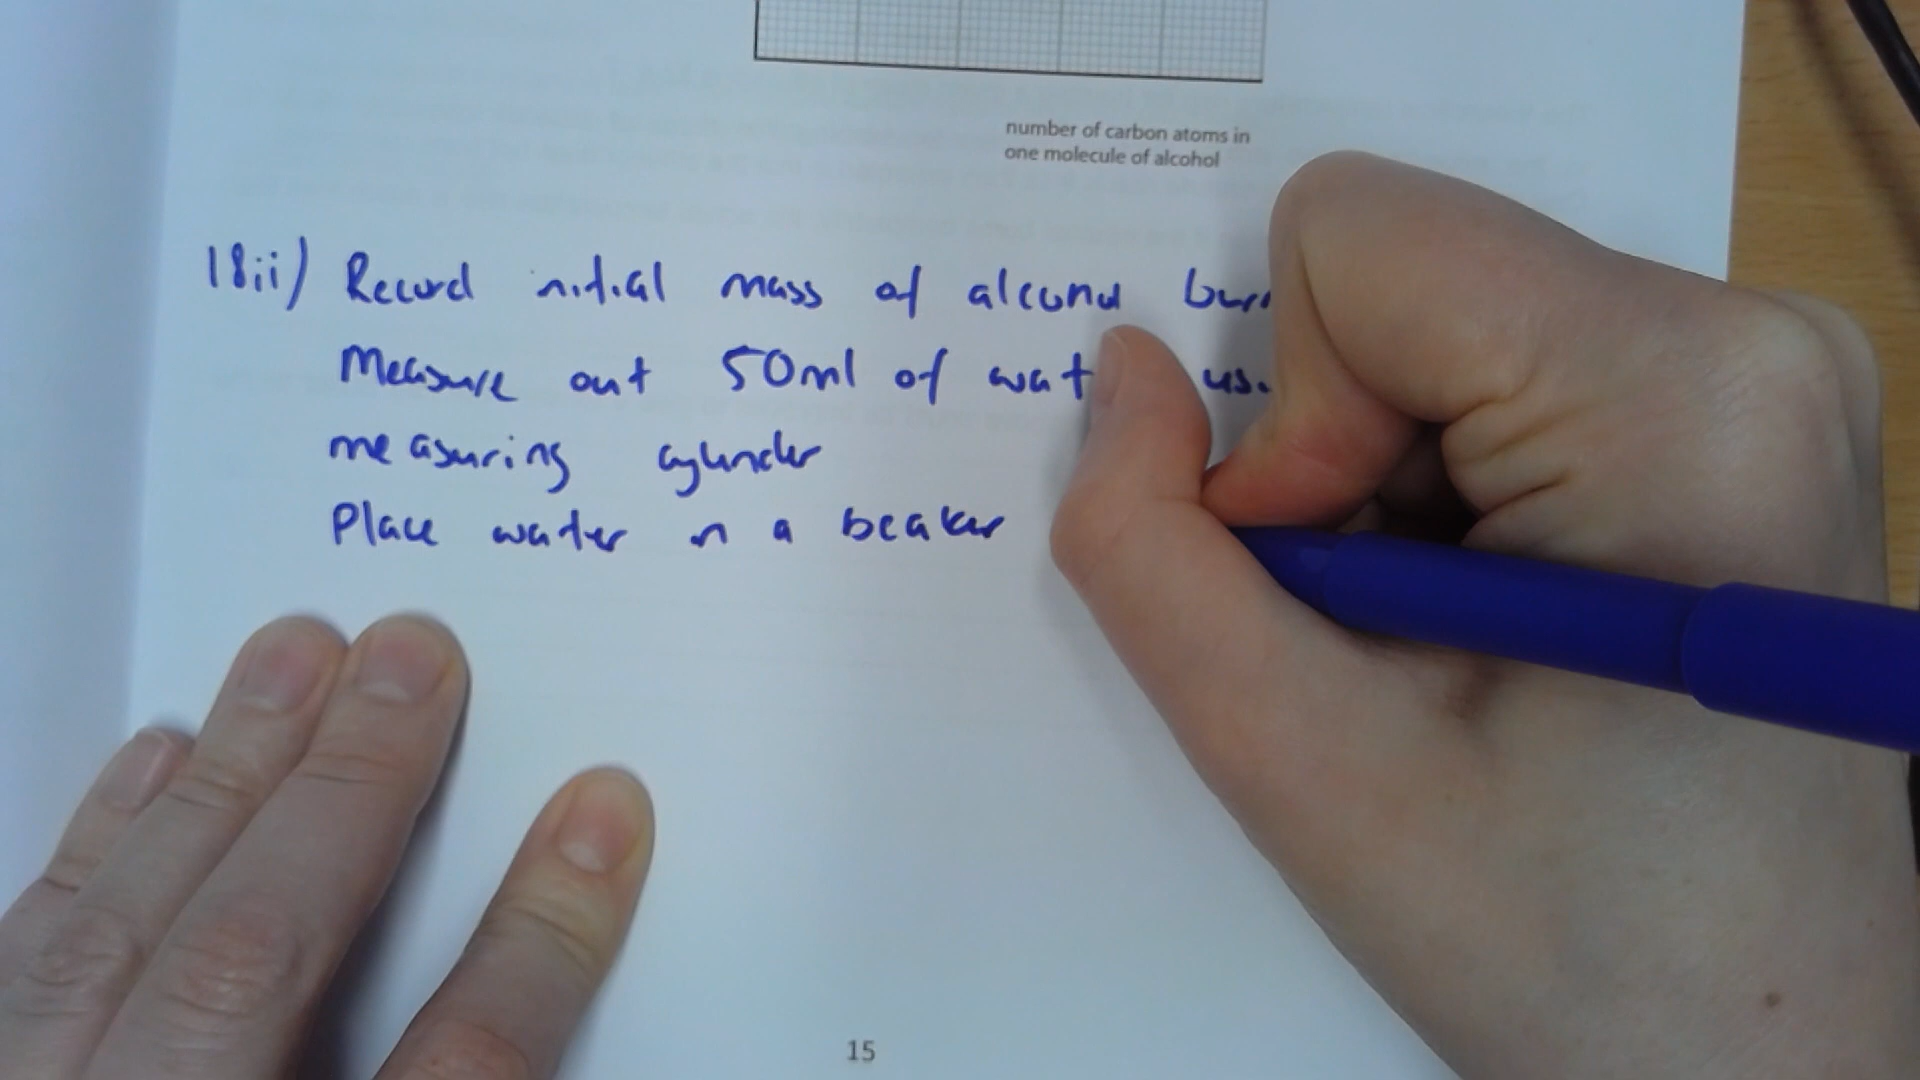 number of carbon atoms in
one molecule of alcohol
18ii) Record initial mass of alcohol
Measure out 50ml of
measuring cylinder
Place water in a beaker
15